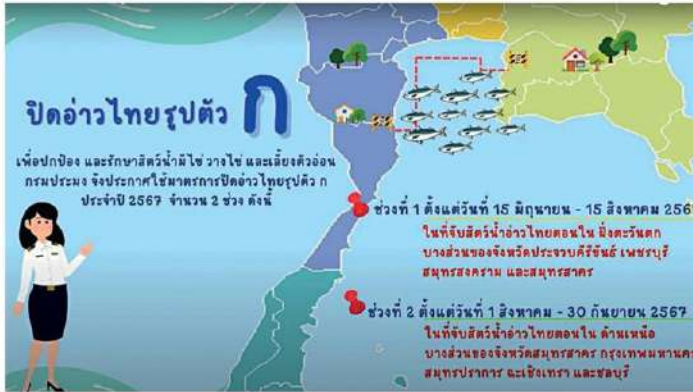 ปิดอ่าวไทยรูปตัว ก
เพื่อปกป้อง และรักษาสัตว์น้ำมีไข่ วางไข่ และเลี้ยงตัวอ่อน
กรมประมง จึงประกาศใช้มาตรการปิดอ่าวไทยรูปตัว ก
ประจำปี 2567 จำนวน 2 ช่วง ดังนี้
ช่วงที่ 1 ตั้งแต่วันที่ 15 มิถุนายน - 15 สิงหาคม 256
ในที่จับสัตว์น้ำอ่าวไทยตอนใน ฝั่งตะวันตก
บางส่วนของจังหวัดประจวบคีรีขันธ์ เพชรบุรี
สมุทรสงคราม และสมุทรสาคร
ช่วงที่ 2 ตั้งแต่วันที่ 1 สิงหาคม - 30 กันยายน 2567
ในที่จับสัตว์น้ำอ่าวไทยตอนใน ด้านเหนือ
บางส่วนของจังหวัดสมุทรสาคร กรุงเทพมหานค
สมุทรปราการ ฉะเชิงเทรา และชลบุรี